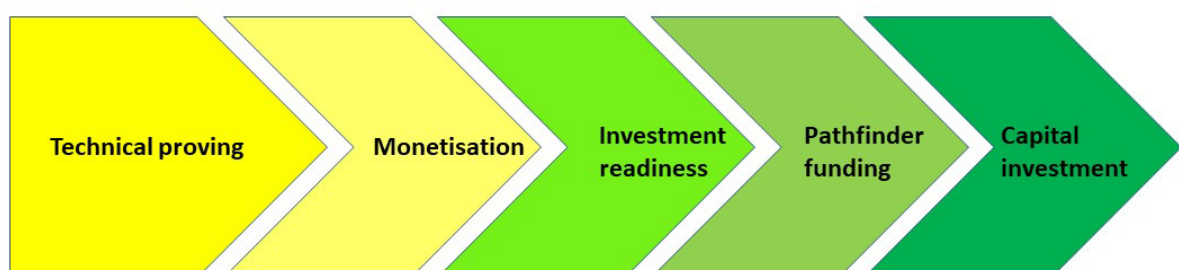 Technical proving
Monetisation
Investment
readiness
Pathfinder
funding
Capital
investment